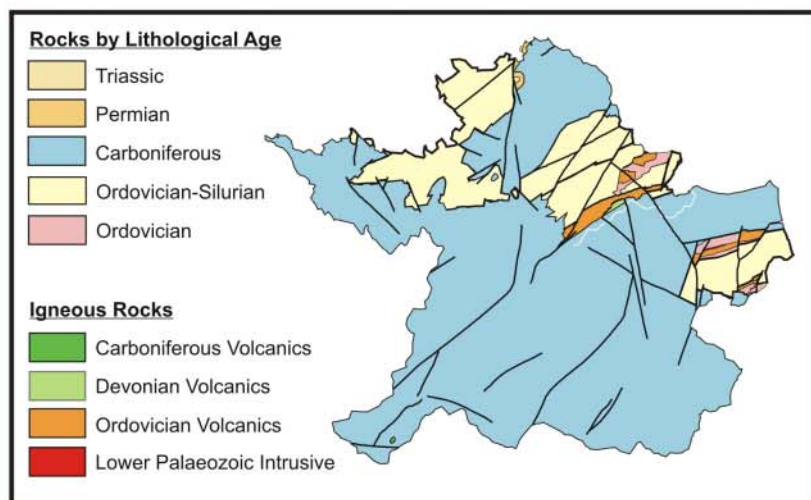 Rocks by Lithological Age
Triassic
Permian
Carboniferous
Ordovician-Silurian
Ordovician
Igneous Rocks
Carboniferous Volcanics
Devonian Volcanics
Ordovician Volcanics
Lower Palaeozoic Intrusive